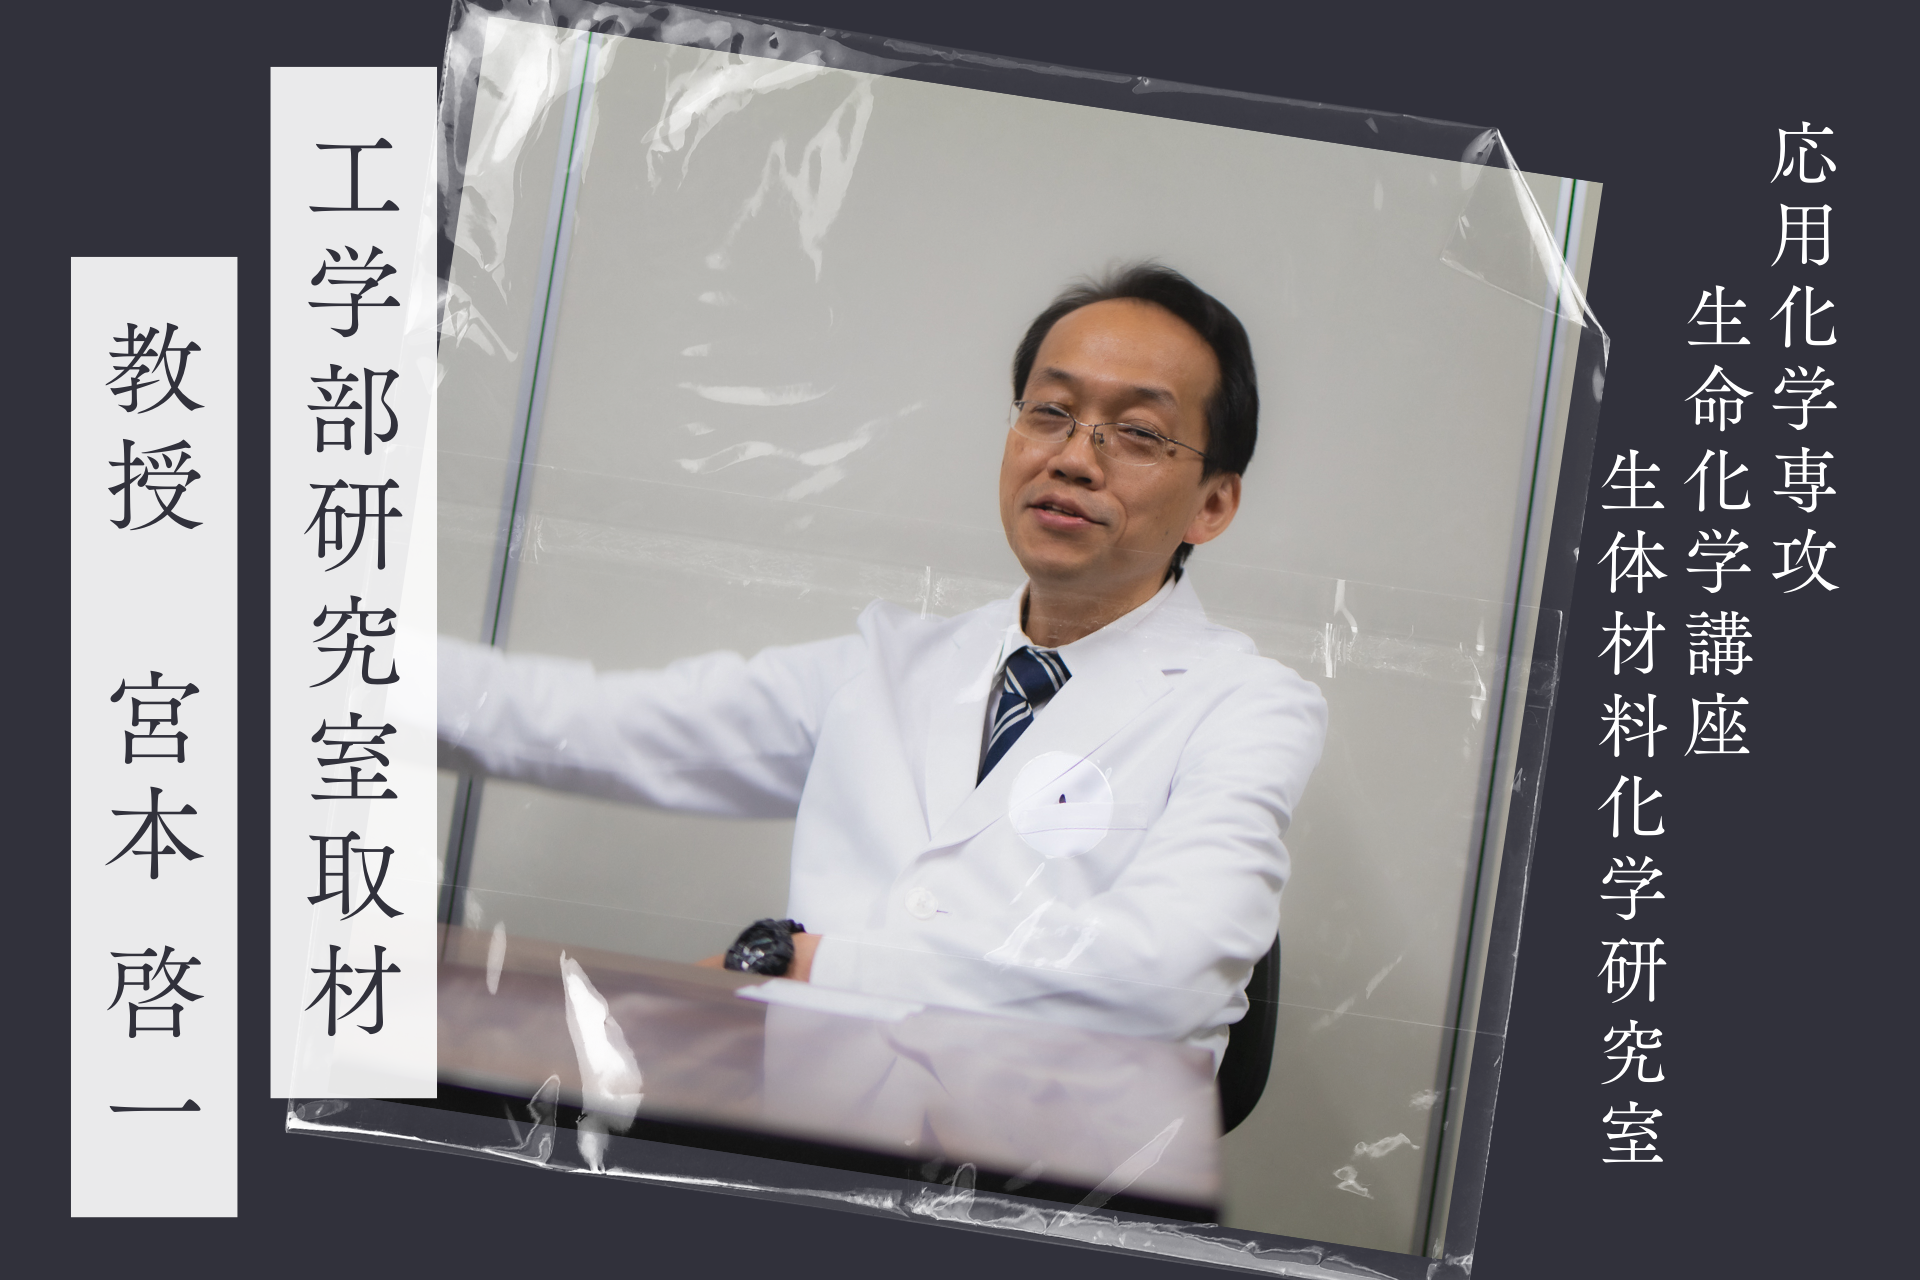 応用化学専攻
生命化学講座
生体材料化学研究室
工学部研究室取材
教授 宮本 啓一